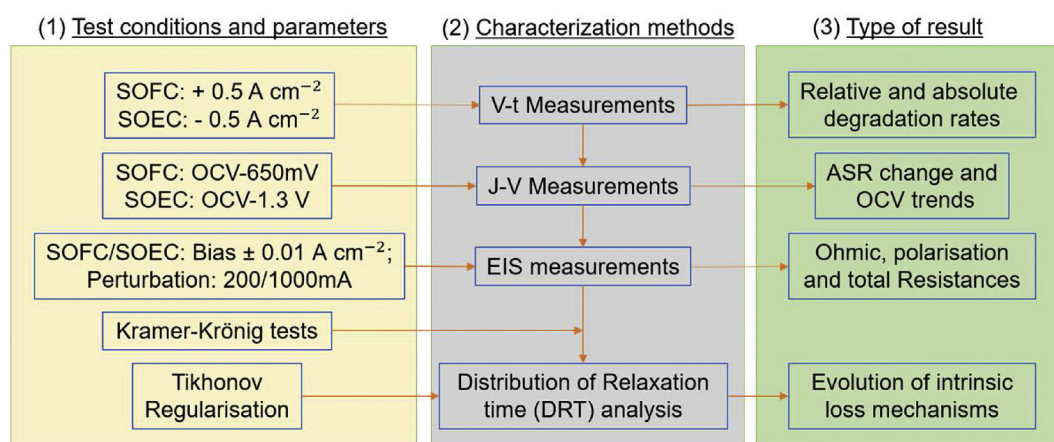 (1) Test conditions and parameters
(2) Characterization methods
(3) Type of result
SOFC: + 0.5 A cm⁻²
SOEC: - 0.5 A cm⁻²
V-t Measurements
Relative and absolute
degradation rates
SOFC: OCV-650mV
SOEC: OCV-1.3 V
J-V Measurements
ASR change and
OCV trends
SOFC/SOEC: Bias ± 0.01 A cm⁻²;
Perturbation: 200/1000mA
EIS measurements
Ohmic, polarisation
and total Resistances
Kramer-Krönig tests
Tikhonov
Regularisation
Distribution of Relaxation
time (DRT) analysis
Evolution of intrinsic
loss mechanisms